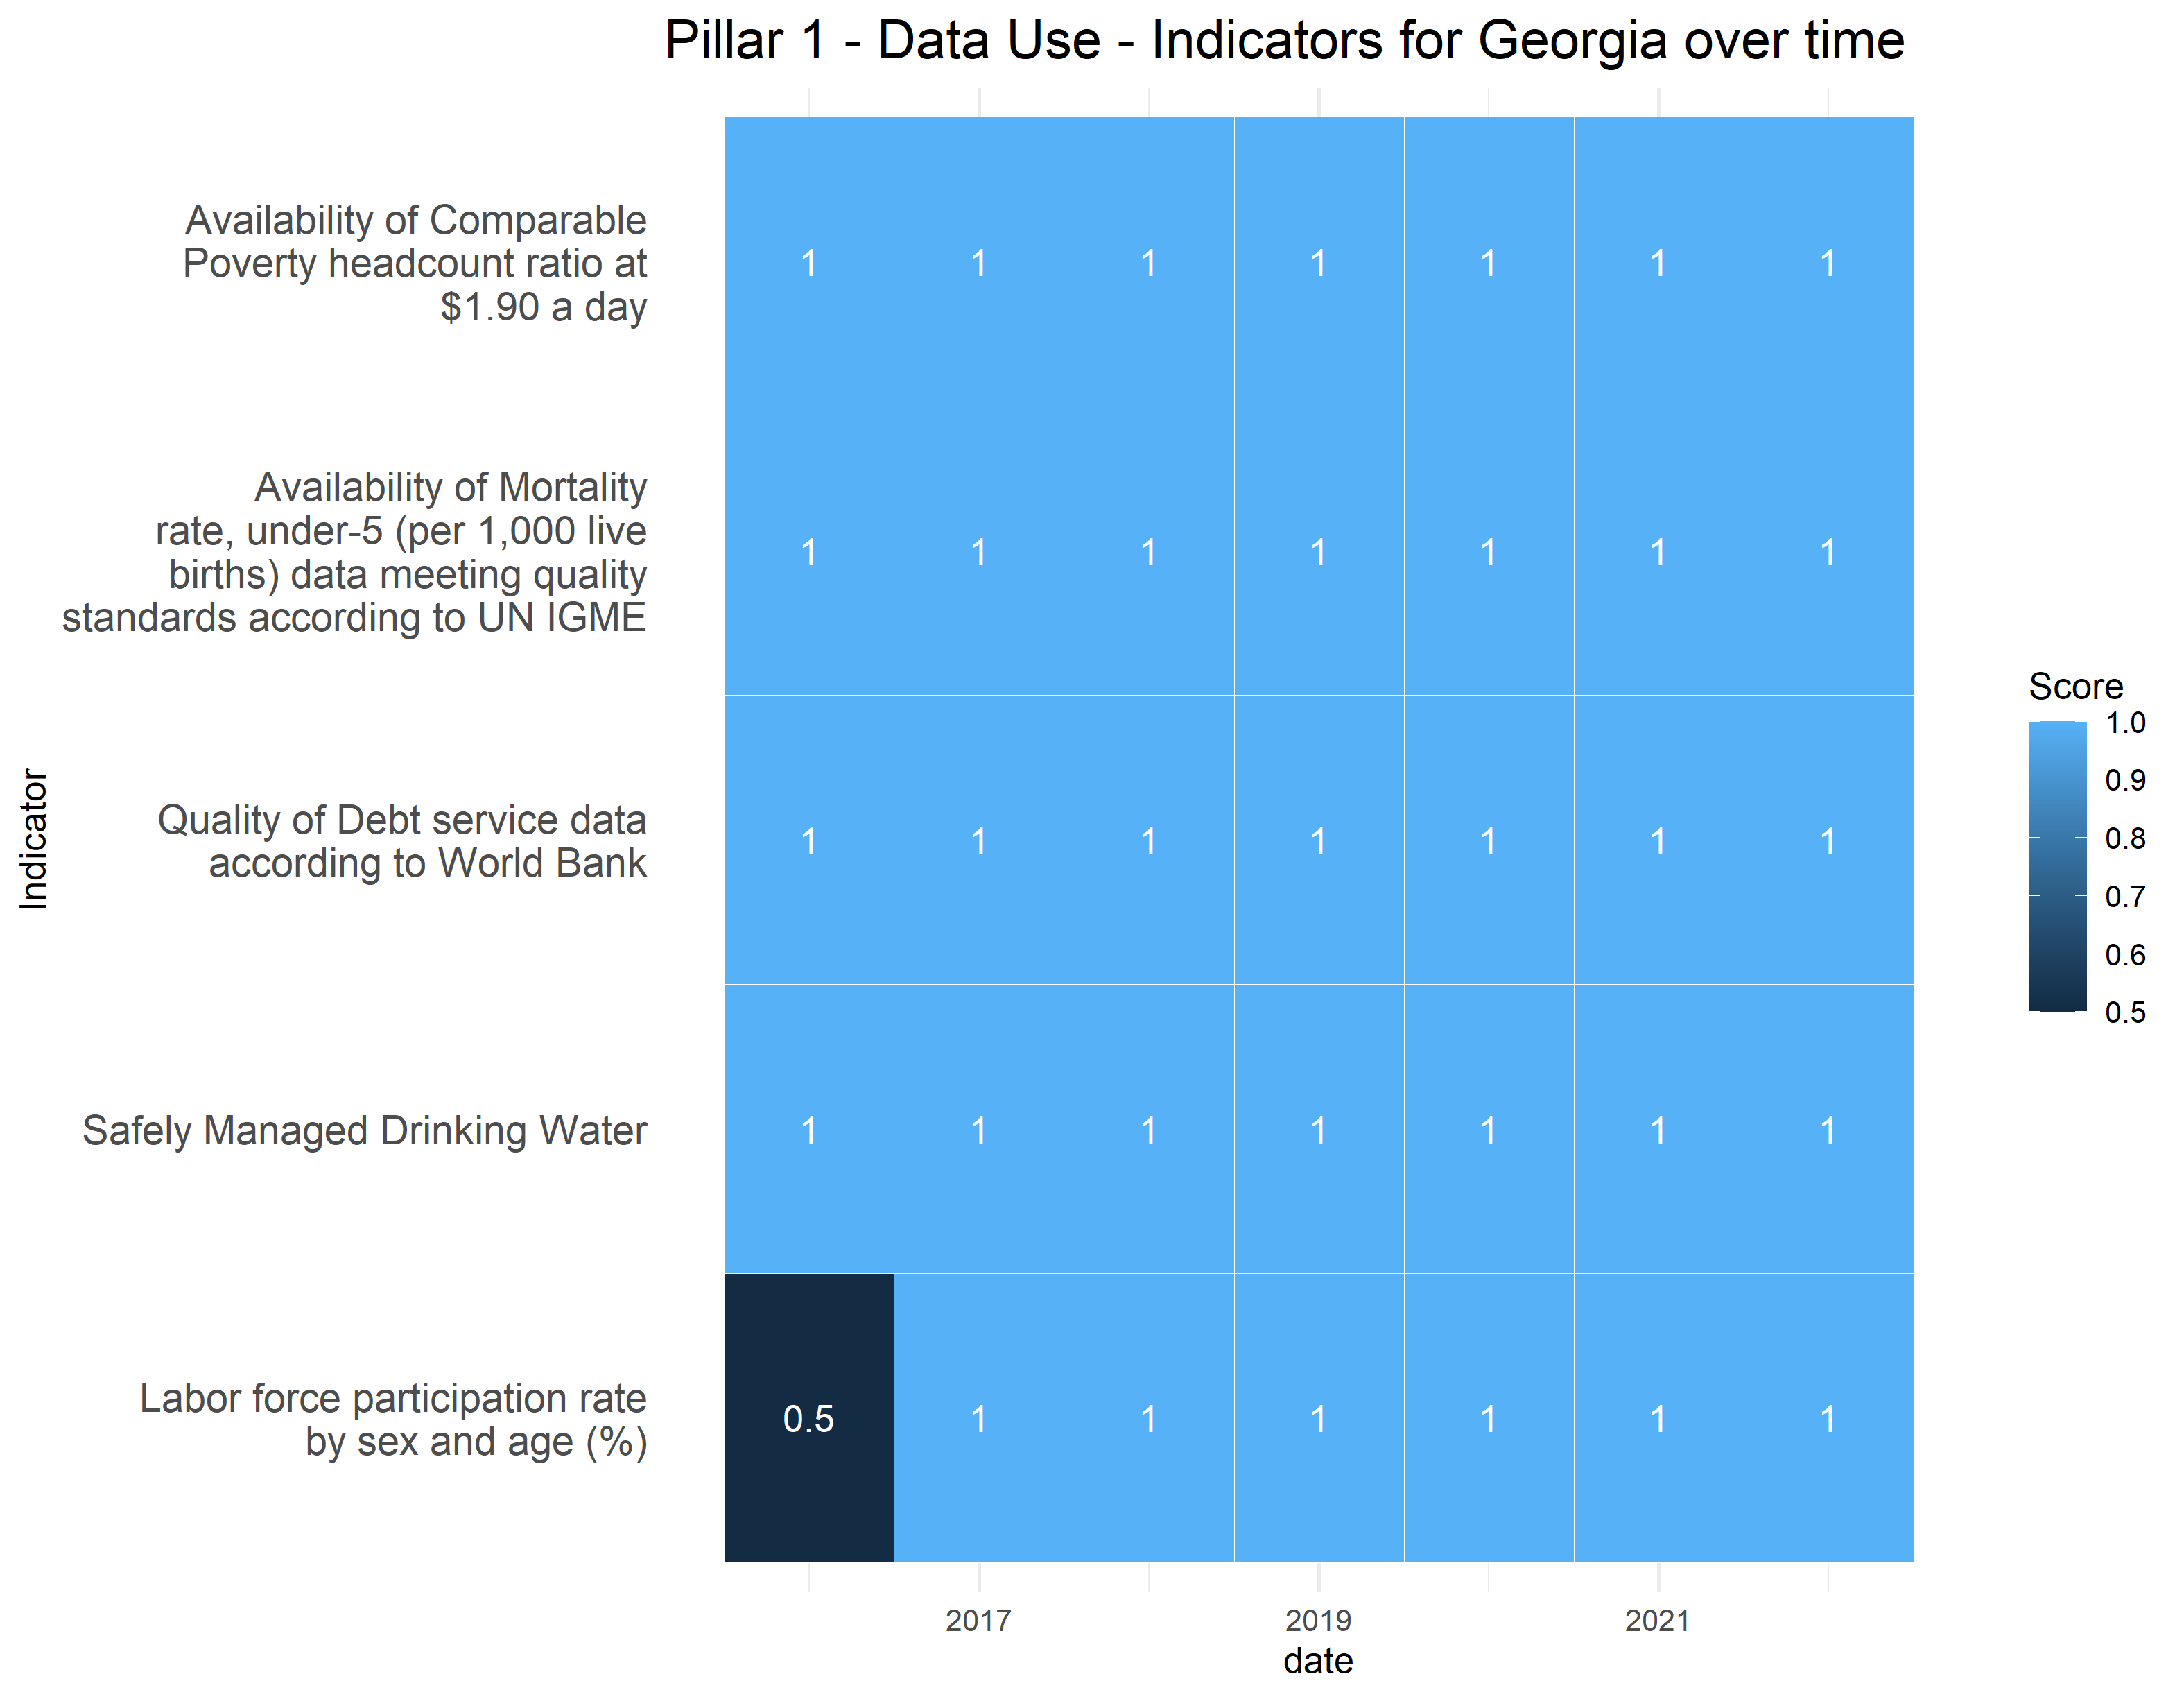 Pillar 1 - Data Use - Indicators for Georgia over time
Indicator
Availability of Comparable
Poverty headcount ratio at
$1.90 a day
1 1 1 1 1 1 1
Availability of Mortality
rate, under-5 (per 1,000 live
births) data meeting quality
standards according to UN IGME
1 1 1 1 1 1 1
Quality of Debt service data
according to World Bank
1 1 1 1 1 1 1
Safely Managed Drinking Water
1 1 1 1 1 1 1
Labor force participation rate
by sex and age (%)
0.5 1 1 1 1 1 1
2017 2019 2021
date
Score
1.0
0.9
0.8
0.7
0.6
0.5